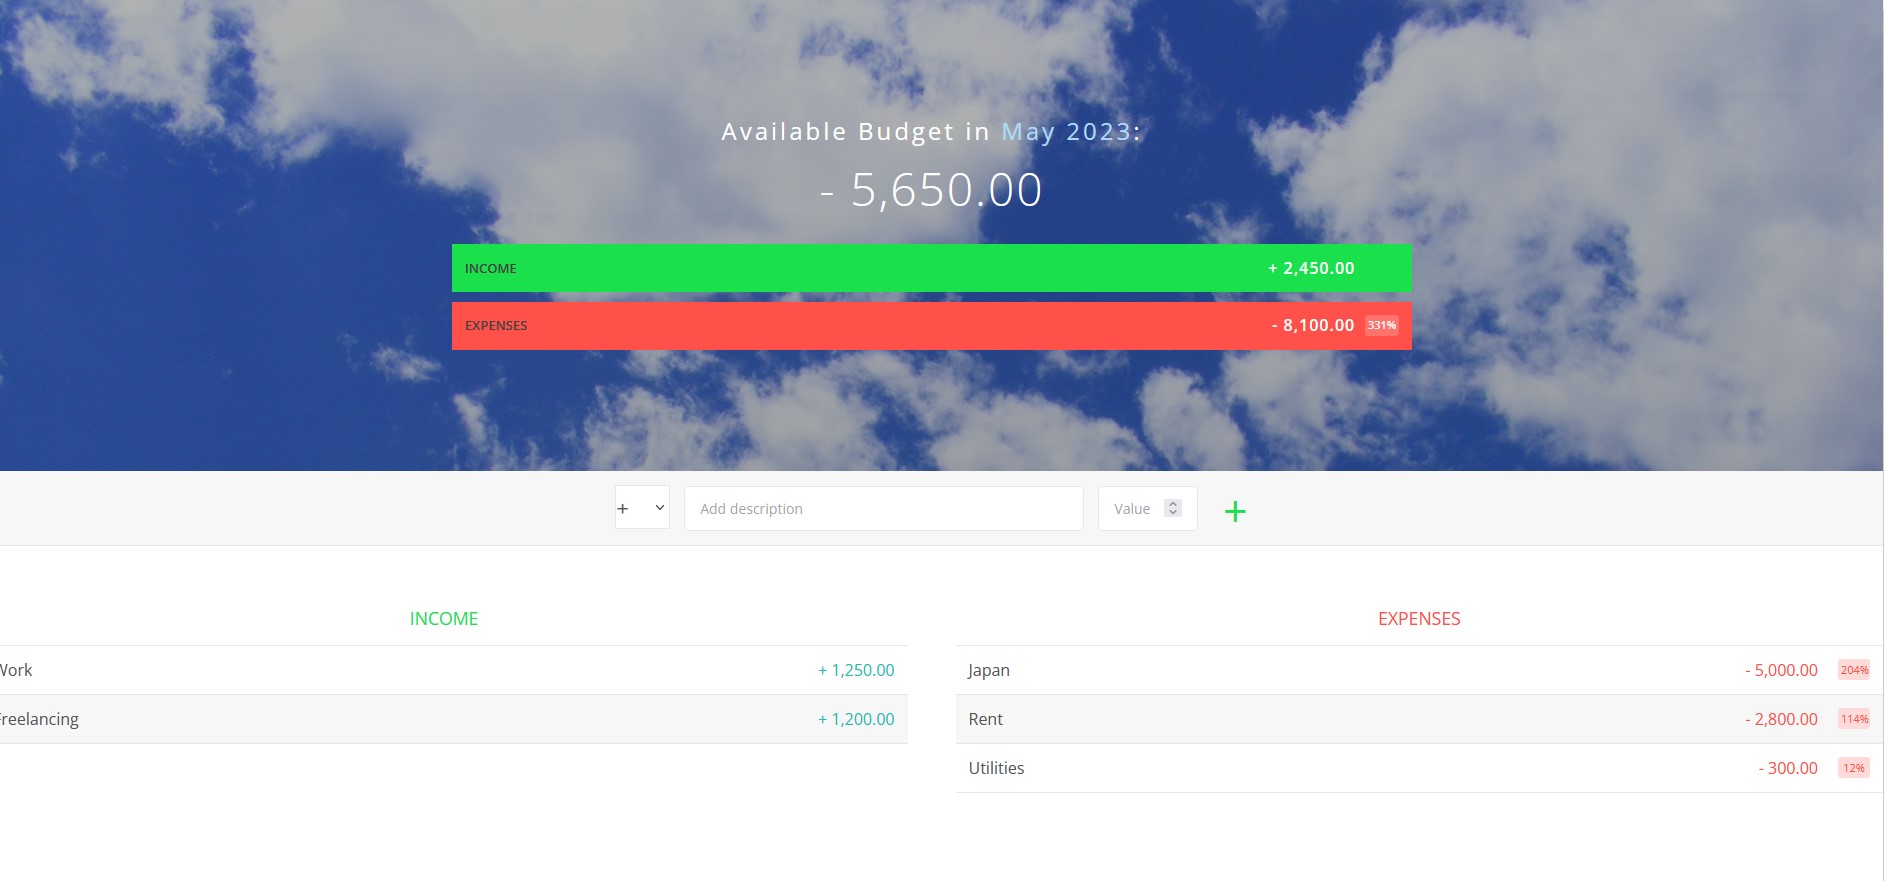 Available Budget in May 2023:
- 5,650.00
INCOME + 2,450.00
EXPENSES - 8,100.00 331%
+ Add description Value +
INCOME
Work + 1,250.00
Freelancing + 1,200.00
EXPENSES
Japan - 5,000.00 204%
Rent - 2,800.00 114%
Utilities - 300.00 12%